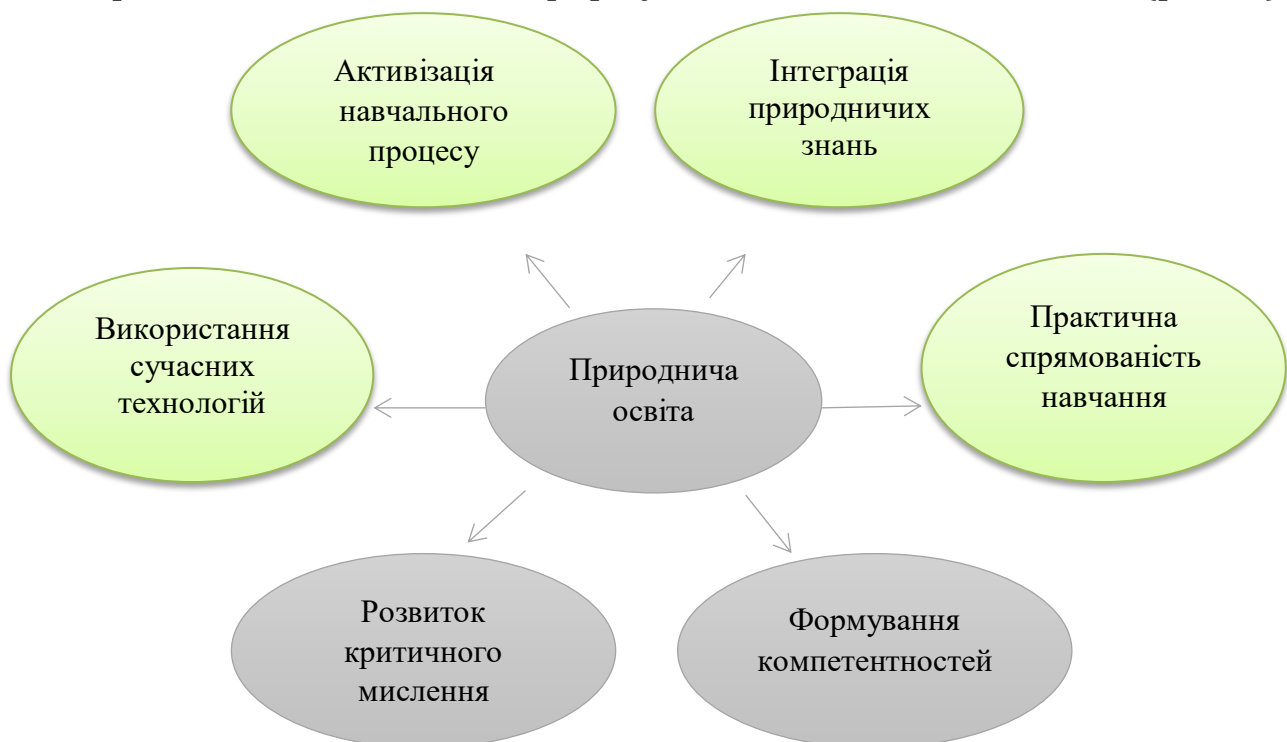 Активізація
навчального
процесу
Інтеграція
природничих
знань
Використання
сучасних
технологій
Природнича
освіта
Практична
спрямованість
навчання
Розвиток
критичного
мислення
Формування
компетентностей